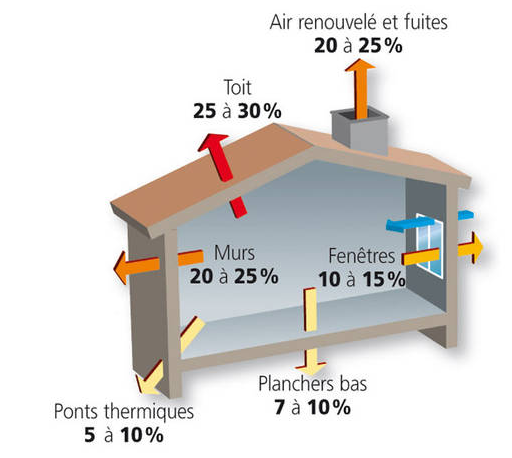 Air renouvelé et fuites
20 à 25%
Toit
25 à 30%
Murs
20 à 25%
Fenêtres
10 à 15%
Planchers bas
7 à 10%
Ponts thermiques
5 à 10%